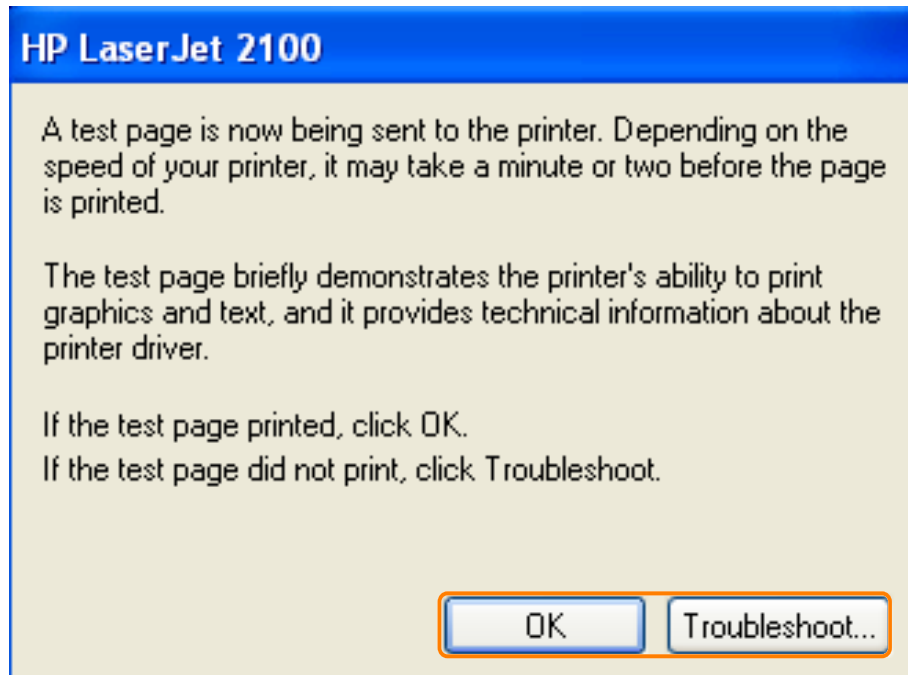 HP LaserJet 2100
A test page is now being sent to the printer. Depending on the
speed of your printer, it may take a minute or two before the page
is printed.
The test page briefly demonstrates the printer's ability to print
graphics and text, and it provides technical information about the
printer driver.
If the test page printed, click OK.
If the test page did not print, click Troubleshoot.
OK Troubleshoot...